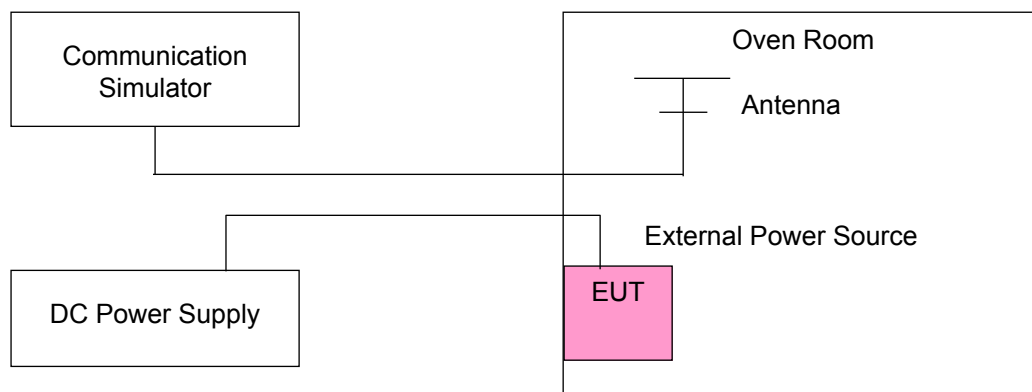 Communication
Simulator
Oven Room
Antenna
External Power Source
DC Power Supply
EUT